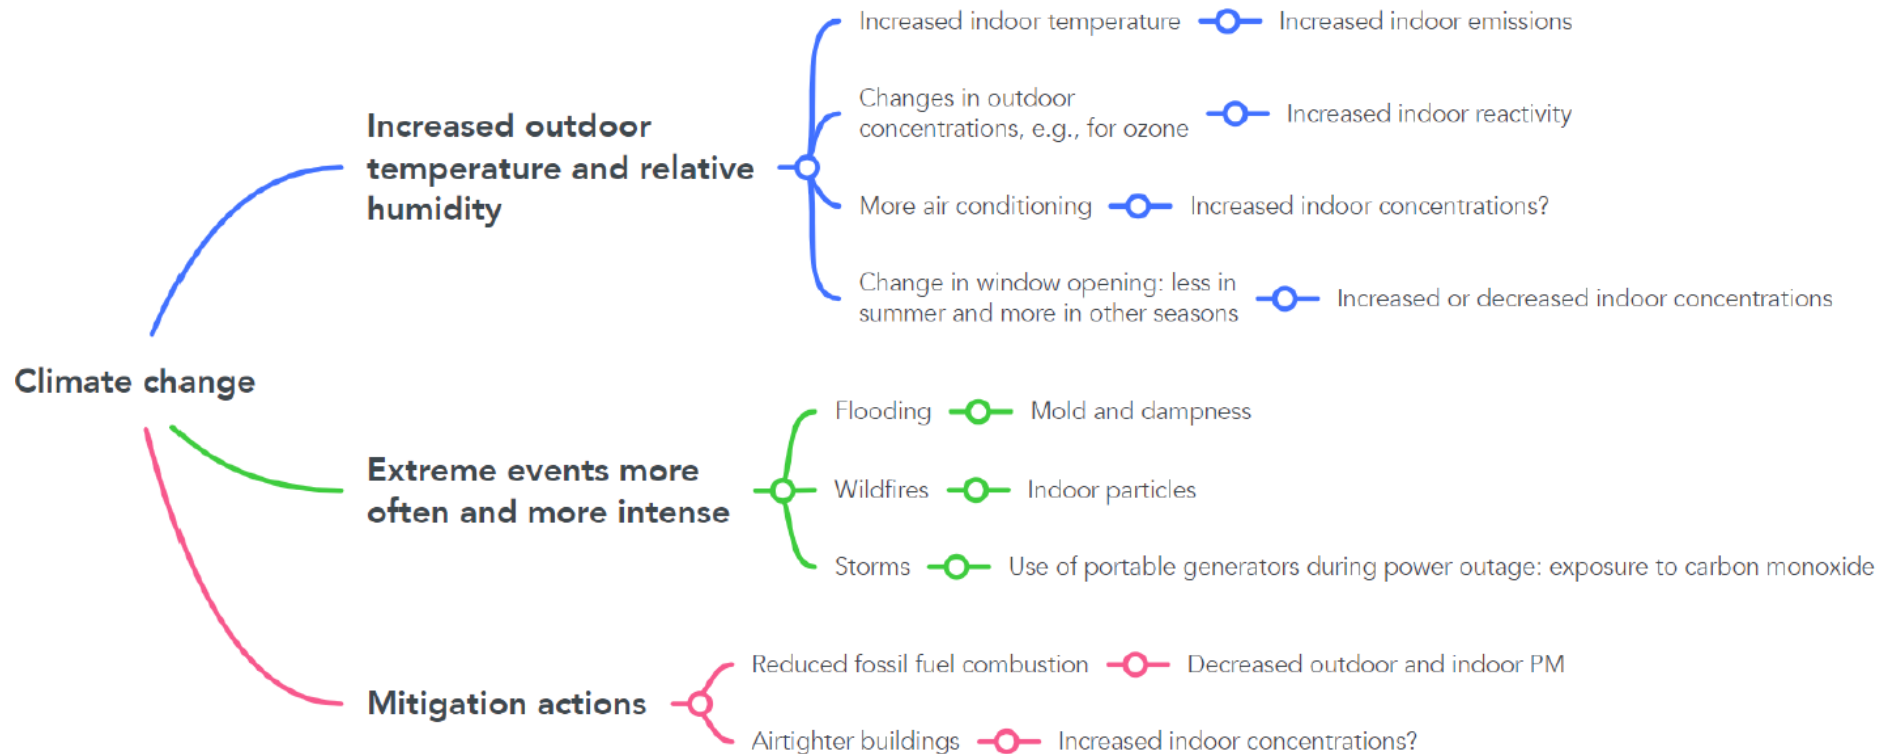 Climate change
Increased outdoor
temperature and relative
humidity
Increased indoor temperature
Increased indoor emissions
Changes in outdoor
concentrations, e.g., for ozone
Increased indoor reactivity
More air conditioning
Increased indoor concentrations?
Change in window opening: less in
summer and more in other seasons
Increased or decreased indoor concentrations
Extreme events more
often and more intense
Flooding
Mold and dampness
Wildfires
Indoor particles
Storms
Use of portable generators during power outage: exposure to carbon monoxide
Mitigation actions
Reduced fossil fuel combustion
Decreased outdoor and indoor PM
Airtighter buildings
Increased indoor concentrations?